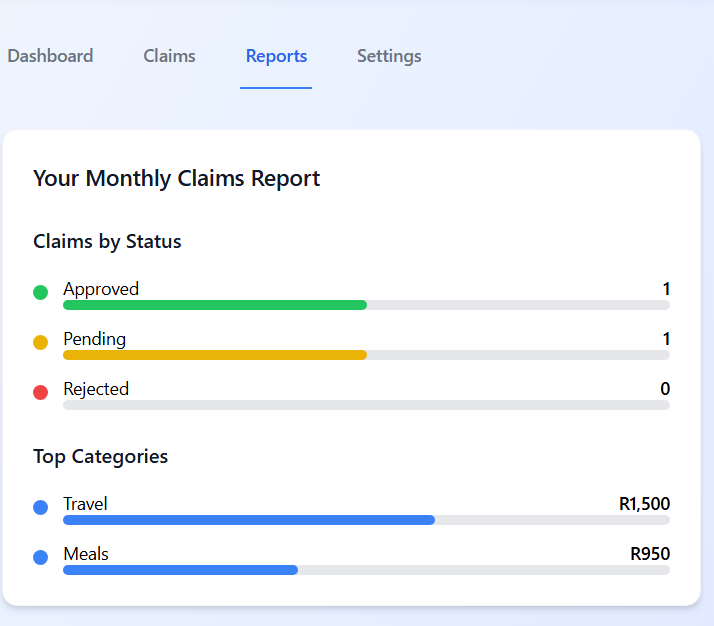 Dashboard Claims Reports Settings
Your Monthly Claims Report
Claims by Status
Approved 1
Pending 1
Rejected 0
Top Categories
Travel R1,500
Meals R950